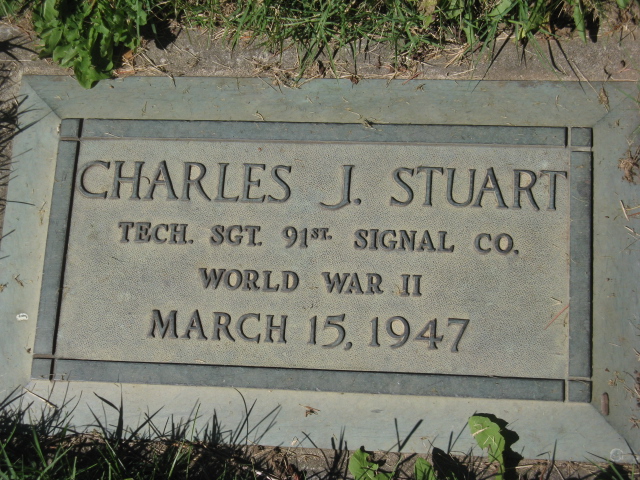 CHARLES J. STUART
TECH. SGT. 91ST. SIGNAL CO.
WORLD WAR II
MARCH 15, 1947